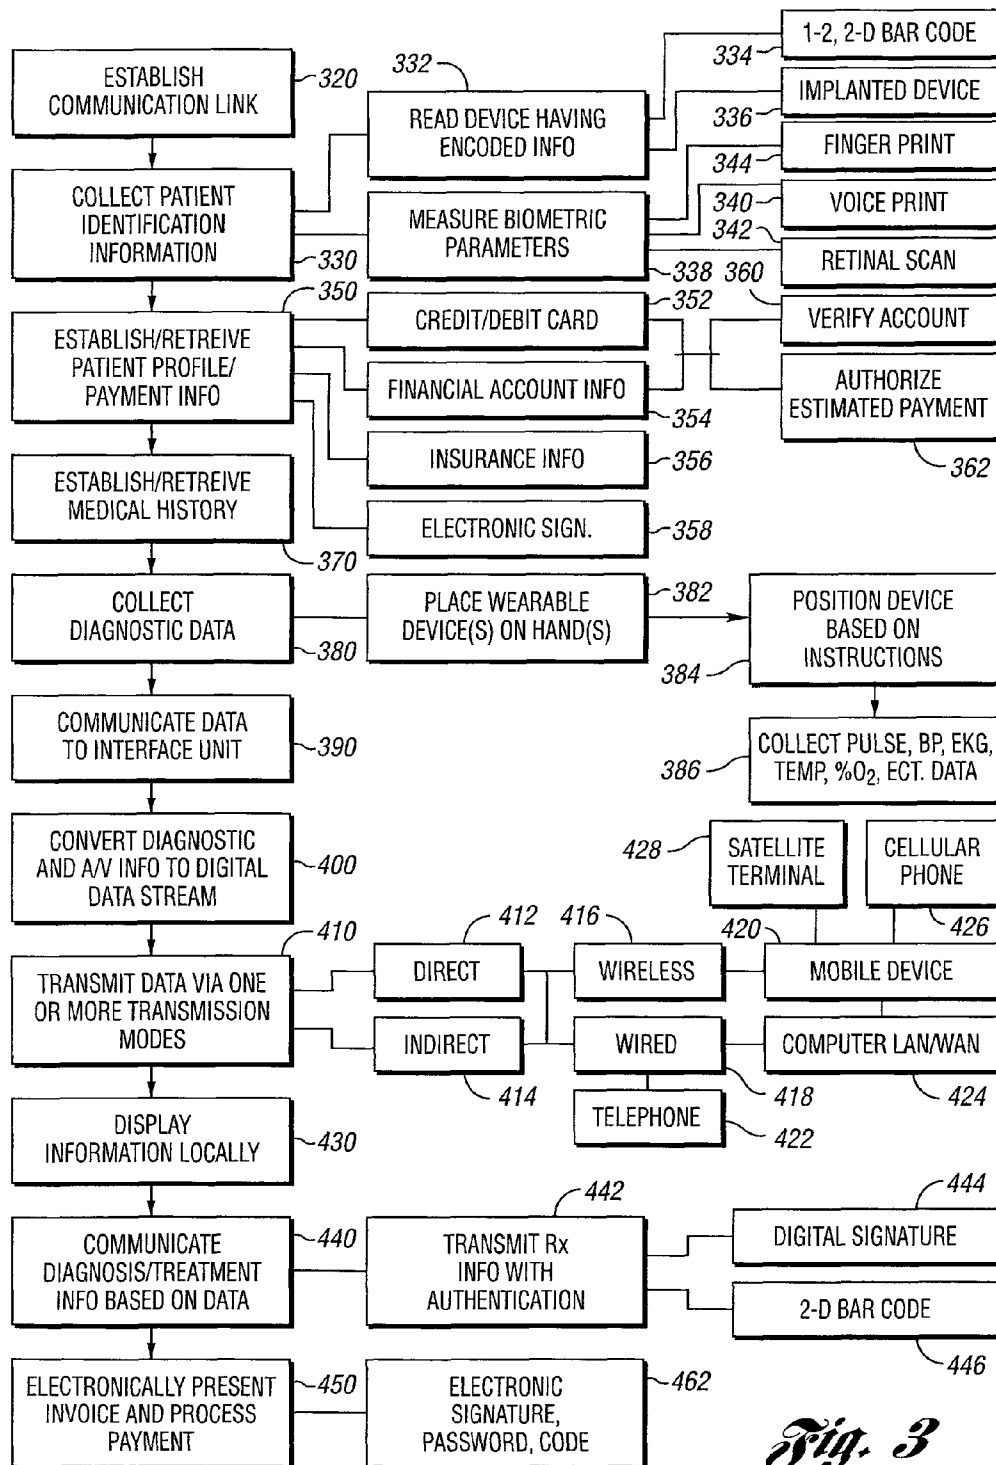 ESTABLISH
COMMUNICATION LINK
320
332
READ DEVICE HAVING
ENCODED INFO
1-2, 2-D BAR CODE
334
IMPLANTED DEVICE
336
FINGER PRINT
344
VOICE PRINT
340
342
RETINAL SCAN
COLLECT PATIENT
IDENTIFICATION
INFORMATION
330
MEASURE BIOMETRIC
PARAMETERS
338
350
ESTABLISH/RETREIVE
PATIENT PROFILE/
PAYMENT INFO
352
CREDIT/DEBIT CARD
360
VERIFY ACCOUNT
FINANCIAL ACCOUNT INFO
354
AUTHORIZE
ESTIMATED PAYMENT
362
INSURANCE INFO
356
ELECTRONIC SIGN.
358
ESTABLISH/RETREIVE
MEDICAL HISTORY
370
COLLECT
DIAGNOSTIC DATA
380
PLACE WEARABLE
DEVICE(S) ON HAND(S)
382
POSITION DEVICE
BASED ON
INSTRUCTIONS
384
COMMUNICATE DATA
TO INTERFACE UNIT
390
COLLECT PULSE, BP, EKG,
TEMP, %O₂, ECT. DATA
386
CONVERT DIAGNOSTIC
AND A/V INFO TO DIGITAL
DATA STREAM
400
428
SATELLITE
TERMINAL
CELLULAR
PHONE
426
410
TRANSMIT DATA VIA ONE
OR MORE TRANSMISSION
MODES
412
DIRECT
416
WIRELESS
420
MOBILE DEVICE
INDIRECT
414
WIRED
418
COMPUTER LAN/WAN
424
TELEPHONE
422
DISPLAY
INFORMATION LOCALLY
430
COMMUNICATE
DIAGNOSIS/TREATMENT
INFO BASED ON DATA
440
442
TRANSMIT Rx
INFO WITH
AUTHENTICATION
444
DIGITAL SIGNATURE
2-D BAR CODE
446
ELECTRONICALLY PRESENT
INVOICE AND PROCESS
PAYMENT
450
ELECTRONIC
SIGNATURE,
PASSWORD, CODE
462
Fig. 3